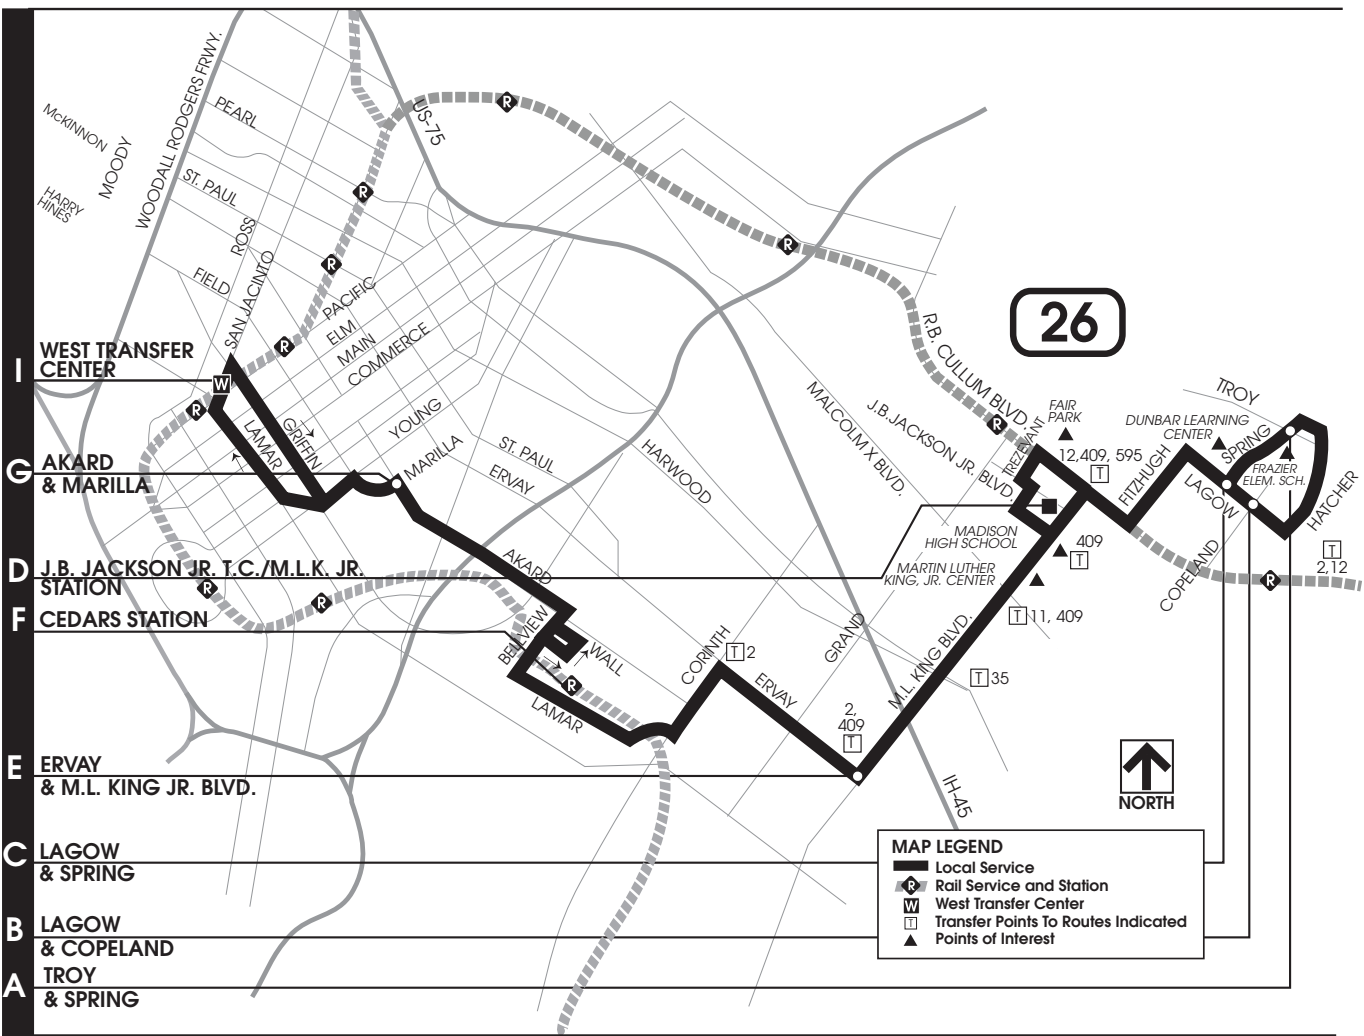 McKINNON
MOODY
HARRY
HINES
WOODALL RODGERS FRWY.
PEARL
ST. PAUL
ROSS
SAN JACINTO
FIELD
US-75
R
R
R
R
R
PACIFIC
ELM
MAIN
COMMERCE
YOUNG
MARILLA
26
R.B. CULLUM BLVD.
I
WEST TRANSFER
CENTER
W
R
LAMAR
GRIFFIN
G
AKARD
& MARILLA
ST. PAUL
ERVAY
HARWOOD
MALCOLM X BLVD.
J.B.JACKSON JR. BLVD.
R
TREZEVANT
FAIR
PARK
12,409, 595
T
TROY
DUNBAR LEARNING
CENTER
SPRING
FRAZIER
ELEM. SCH.
FITZHUGH
LAGOW
HATCHER
T
2,12
COPELAND
R
MADISON
HIGH SCHOOL
409
T
MARTIN LUTHER
KING, JR. CENTER
T 11, 409
D
J.B. JACKSON JR. T.C./M.L.K. JR.
STATION
R
R
AKARD
F
CEDARS STATION
BELLVIEW
WALL
R
LAMAR
CORINTH
T 2
ERVAY
GRAND
M.L. KING BLVD.
T 35
2,
409
T
E
ERVAY
& M.L. KING JR. BLVD.
IH-45
NORTH
C
LAGOW
& SPRING
B
LAGOW
& COPELAND
A
TROY
& SPRING
MAP LEGEND
Local Service
R Rail Service and Station
W West Transfer Center
T Transfer Points To Routes Indicated
Points of Interest